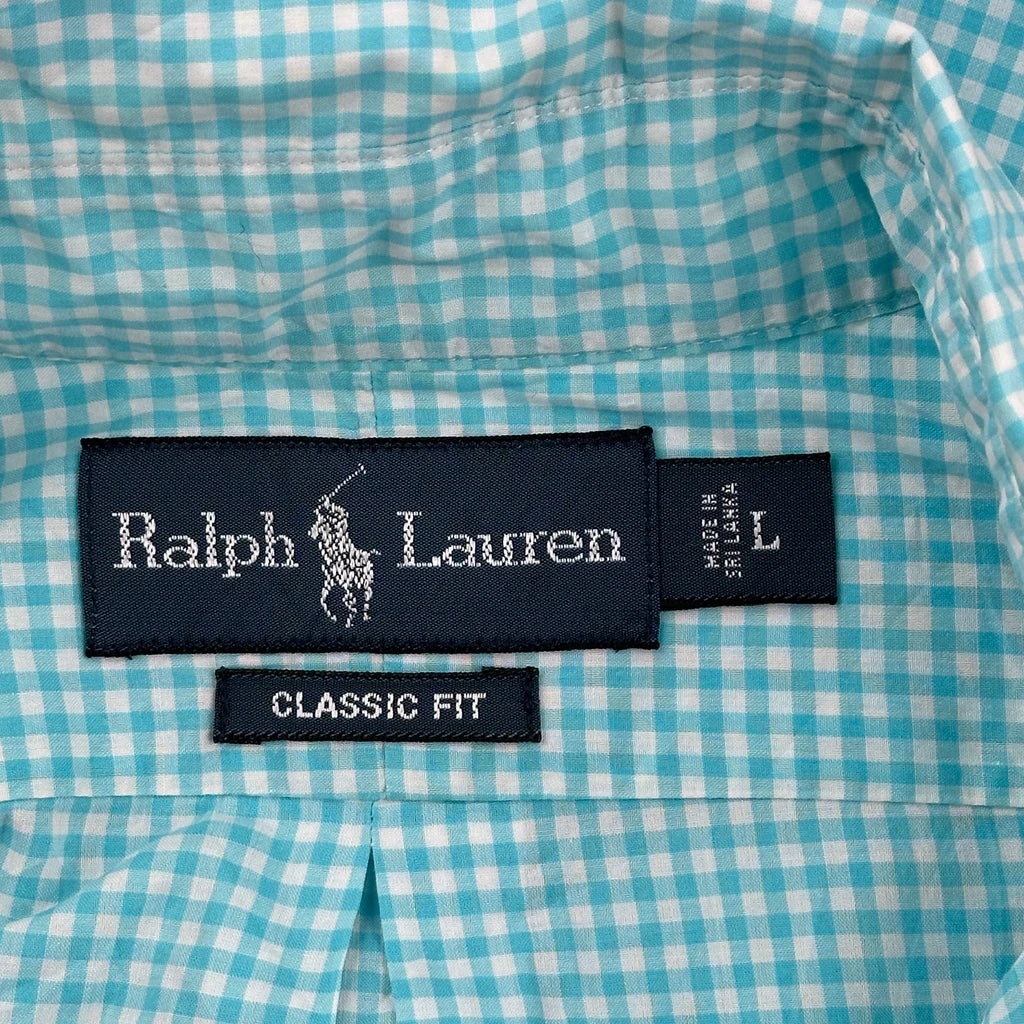 Ralph Lauren
MADE IN
SRI LANKA
L
CLASSIC FIT